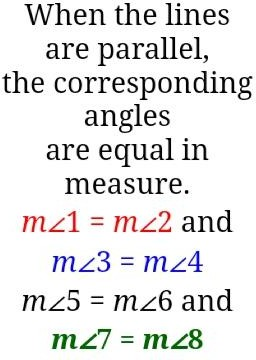 When the lines
are parallel,
the corresponding
angles
are equal in
measure.
m∠1 = m∠2 and
m∠3 = m∠4
m∠5 = m∠6 and
m∠7 = m∠8